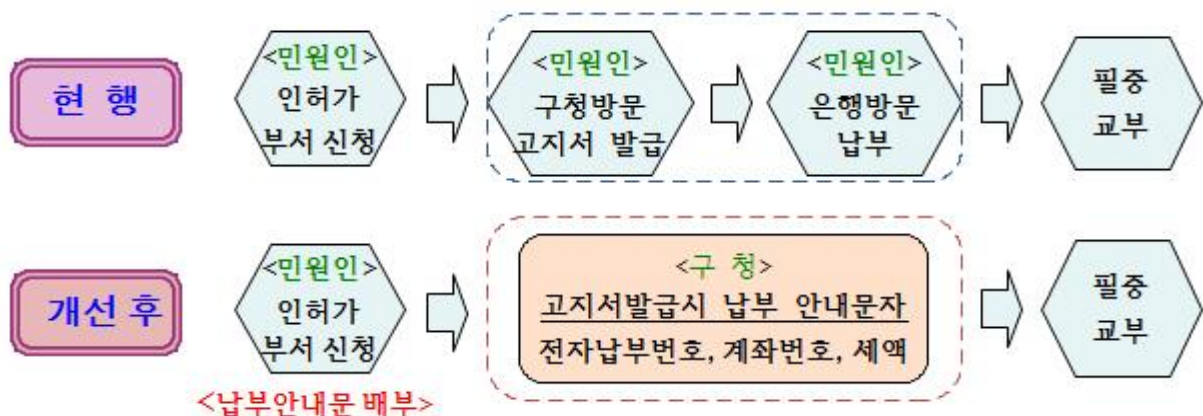 현 행
<민원인>
인허가
부서 신청
<민원인>
구청방문
고지서 발급
<민원인>
은행방문
납부
필증
교부
개선 후
<민원인>
인허가
부서 신청
<납부안내문 배부>
<구 청>
고지서발급시 납부 안내문자
전자납부번호, 계좌번호, 세액
필증
교부